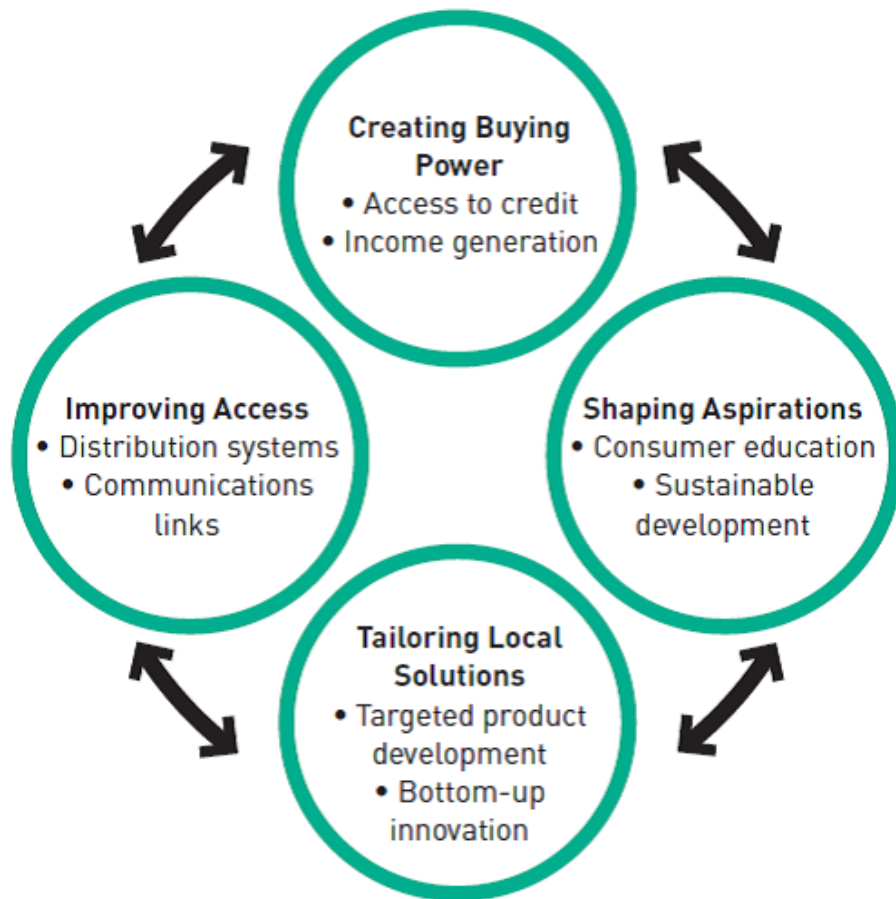 Creating Buying
Power
• Access to credit
• Income generation
Improving Access
• Distribution systems
• Communications
links
Shaping Aspirations
• Consumer education
• Sustainable
development
Tailoring Local
Solutions
• Targeted product
development
• Bottom-up
innovation